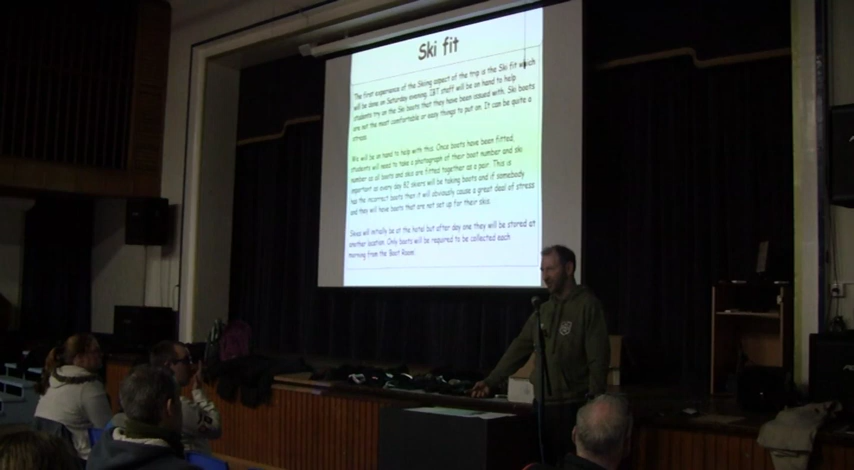 Ski fit
The first experience of the Skiing aspect of the trip is the Ski fit which
will be done on Saturday evening. IBT staff will be on hand to help
students try on the Ski boots that they have been issued with. Ski boots
are not the most comfortable or easy things to put on. It can be quite a
stress.
We will be on hand to help with this. Once boots have been fitted,
students will need to take a photograph of their boot number and ski
number as all boots and skis are fitted together as a pair. This is
important as every day 82 skiers will be taking boots and if somebody
has the incorrect boots then it will obviously cause a great deal of stress
and they will have boots that are not set up for their skis.
will initially be at the hotel but after day one they will be stored at
another location. Only boots will be required to be collected each
morning from the Boot Room.